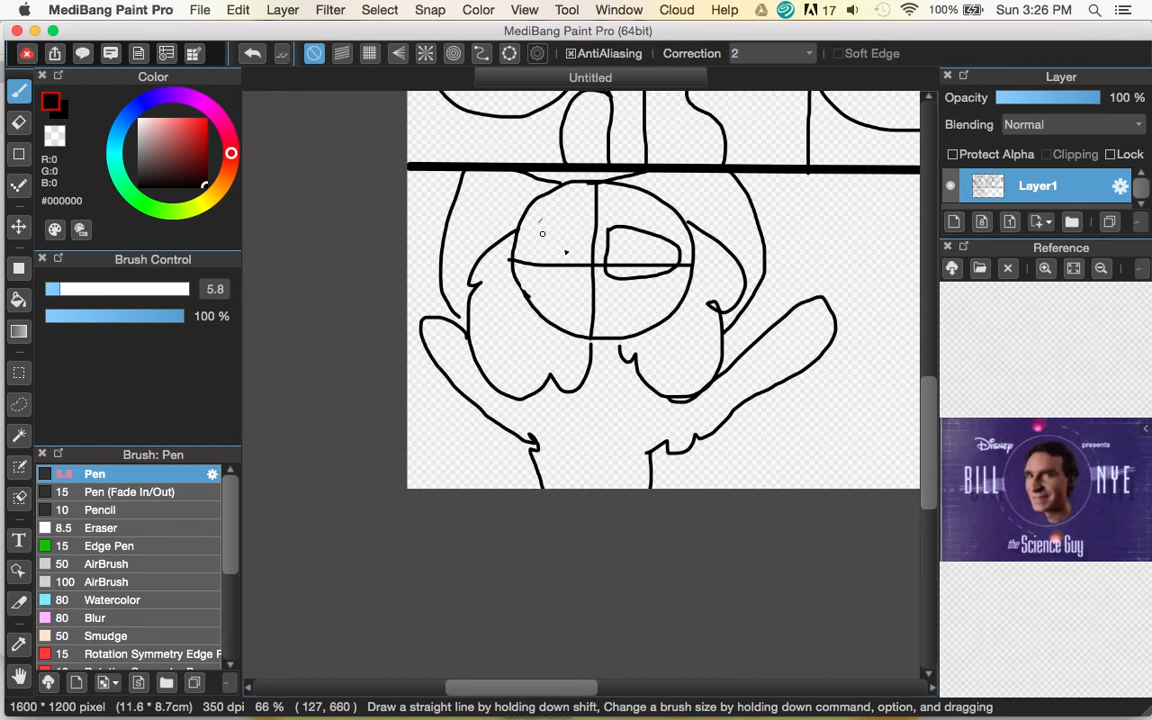 MediBang Paint Pro File Edit Layer Filter Select Snap Color View Tool Window Cloud Help 17 100% Sun 3:26 PM
MediBang Paint Pro (64bit)
AntiAliasing Correction 2 Soft Edge
Color Untitled Layer
Opacity 100 %
Blending Normal
Protect Alpha Clipping Lock
R:0
G:0
B:0
#000000
Layer1
Brush Control
5.8
100 %
Reference
Disney presents
BILL NYE
the Science Guy
Brush: Pen
5.8 Pen
15 Pen (Fade In/Out)
10 Pencil
8.5 Eraser
15 Edge Pen
50 AirBrush
100 AirBrush
80 Watercolor
80 Blur
50 Smudge
15 Rotation Symmetry Edge P
1600 * 1200 pixel (11.6 * 8.7cm) 350 dpi 66 % ( 127, 660 ) Draw a straight line by holding down shift, Change a brush size by holding down command, option, and dragging